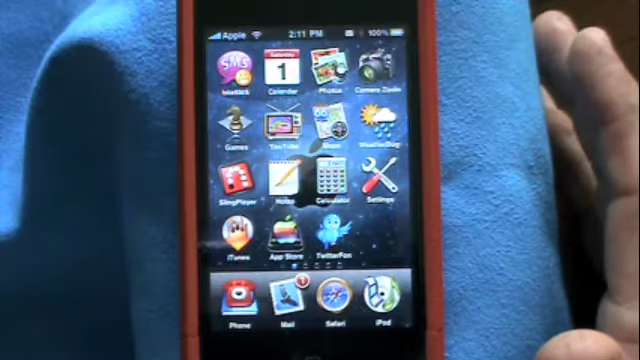 Apple 2:11 PM 100%
SMS
Saturday
1
Calendar Photos Camera Zoom
Games YouTube Maps WeatherBug
SlingPlayer Notes Calculator Settings
iTunes App Store TwitterFon
1
Phone Mail Safari iPod